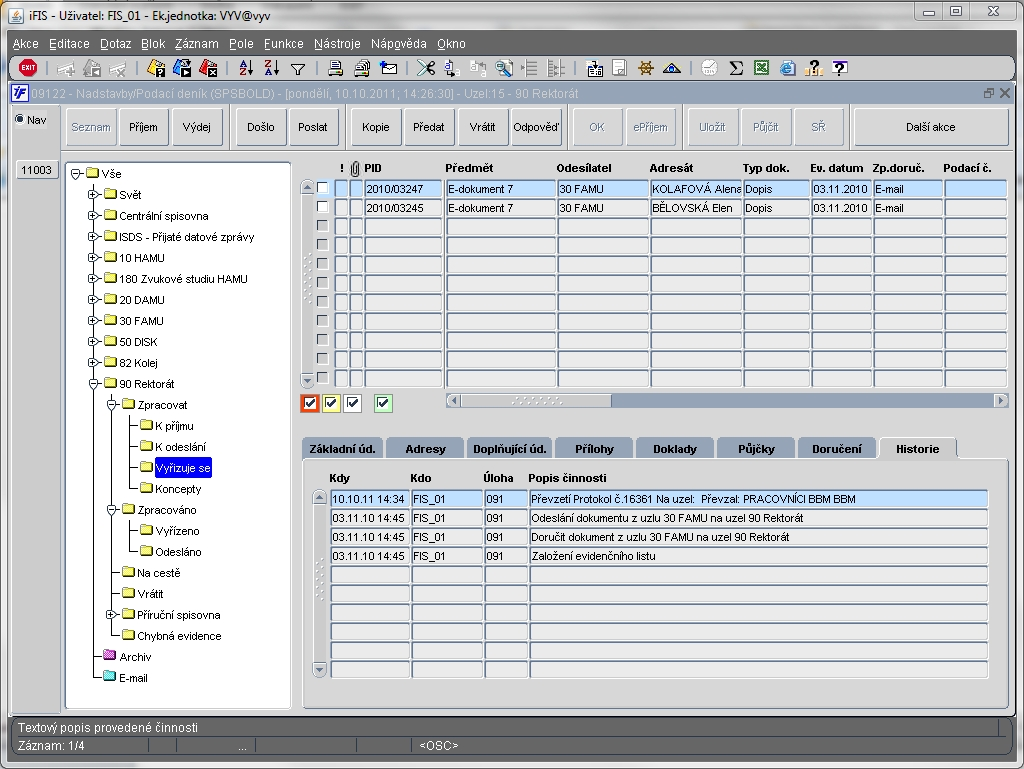 iFIS - Uživatel: FIS_01 - Ek.jednotka: VYV@vyv
Akce Editace Dotaz Blok Záznam Pole Funkce Nástroje Nápověda Okno
EXIT
09122 - Nadstavby/Podací deník (SPSBOLD) - [pondělí, 10.10.2011; 14:26:30] - Uzel:15 - 90 Rektorát
Nav Seznam Příjem Výdej Došlo Poslat Kopie Předat Vrátit Odpověď OK ePříjem Uložit Půjčit SŘ Další akce
11003
Vše
Svět
Centrální spisovna
ISDS - Přijaté datové zprávy
10 HAMU
180 Zvukové studiu HAMU
20 DAMU
30 FAMU
50 DISK
82 Kolej
90 Rektorát
Zpracovat
K příjmu
K odeslání
Vyřizuje se
Koncepty
Zpracováno
Vyřízeno
Odesláno
Na cestě
Vrátit
Příruční spisovna
Chybná evidence
Archiv
E-mail
! PID Předmět Odesílatel Adresát Typ dok. Ev. datum Zp.doruč. Podací č.
2010/03247 E-dokument 7 30 FAMU KOLAFOVÁ Alena Dopis 03.11.2010 E-mail
2010/03245 E-dokument 7 30 FAMU BĚLOVSKÁ Elen Dopis 03.11.2010 E-mail
Základní úd. Adresy Doplňující úd. Přílohy Doklady Půjčky Doručení Historie
Kdy Kdo Úloha Popis činnosti
10.10.11 14:34 FIS_01 091 Převzetí Protokol č.16361 Na uzel: Převzal: PRACOVNÍCI BBM BBM
03.11.10 14:45 FIS_01 091 Odeslání dokumentu z uzlu 30 FAMU na uzel 90 Rektorát
03.11.10 14:45 FIS_01 091 Doručit dokument z uzlu 30 FAMU na uzel 90 Rektorát
03.11.10 14:45 FIS_01 091 Založení evidenčního listu
Textový popis provedené činnosti
Záznam: 1/4 ... <OSC>